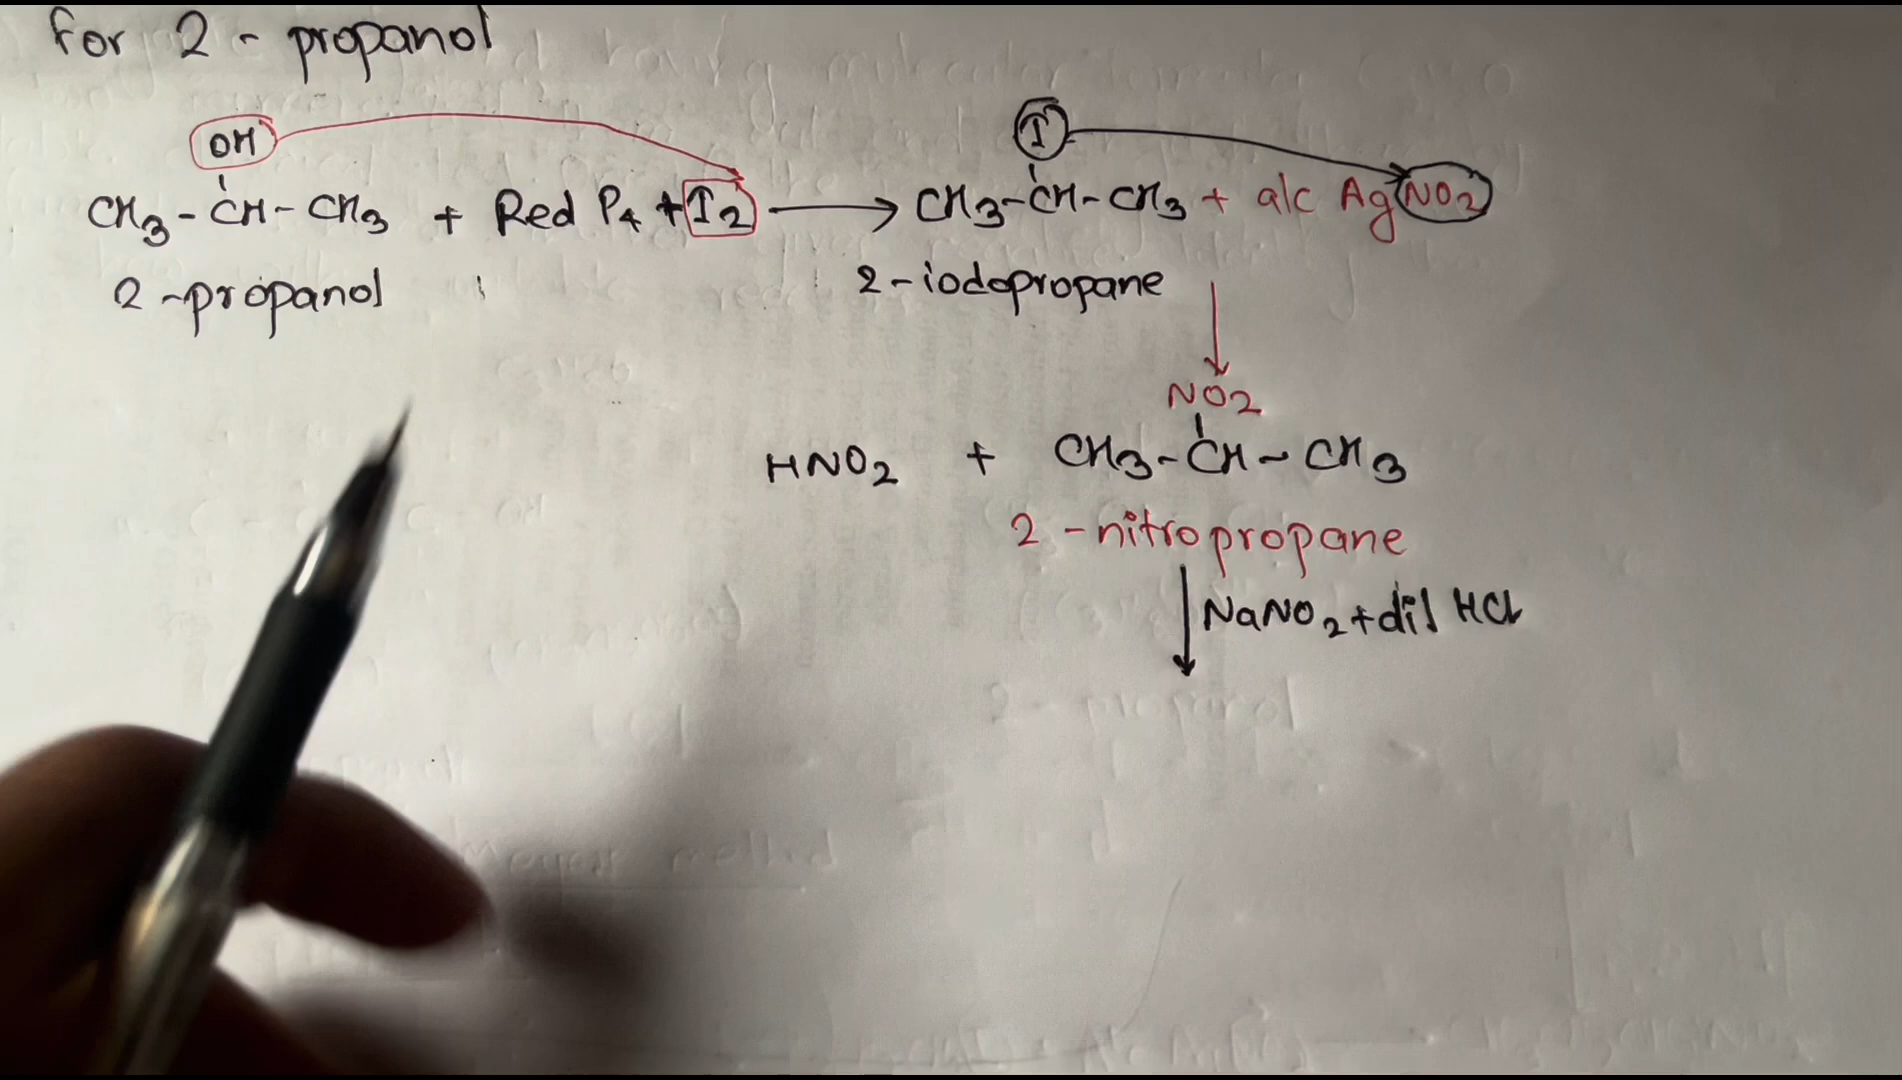 for 2 - propanol
OH
CH3 - CH - CH3 + Red P4 + I2 ⟶ CH3 - CH - CH3 + alc AgNO2
I
2 - propanol
2 - iodopropane
NO2
HNO2 + CH3 - CH - CH3
2 - nitropropane
NaNO2 + dil HCl